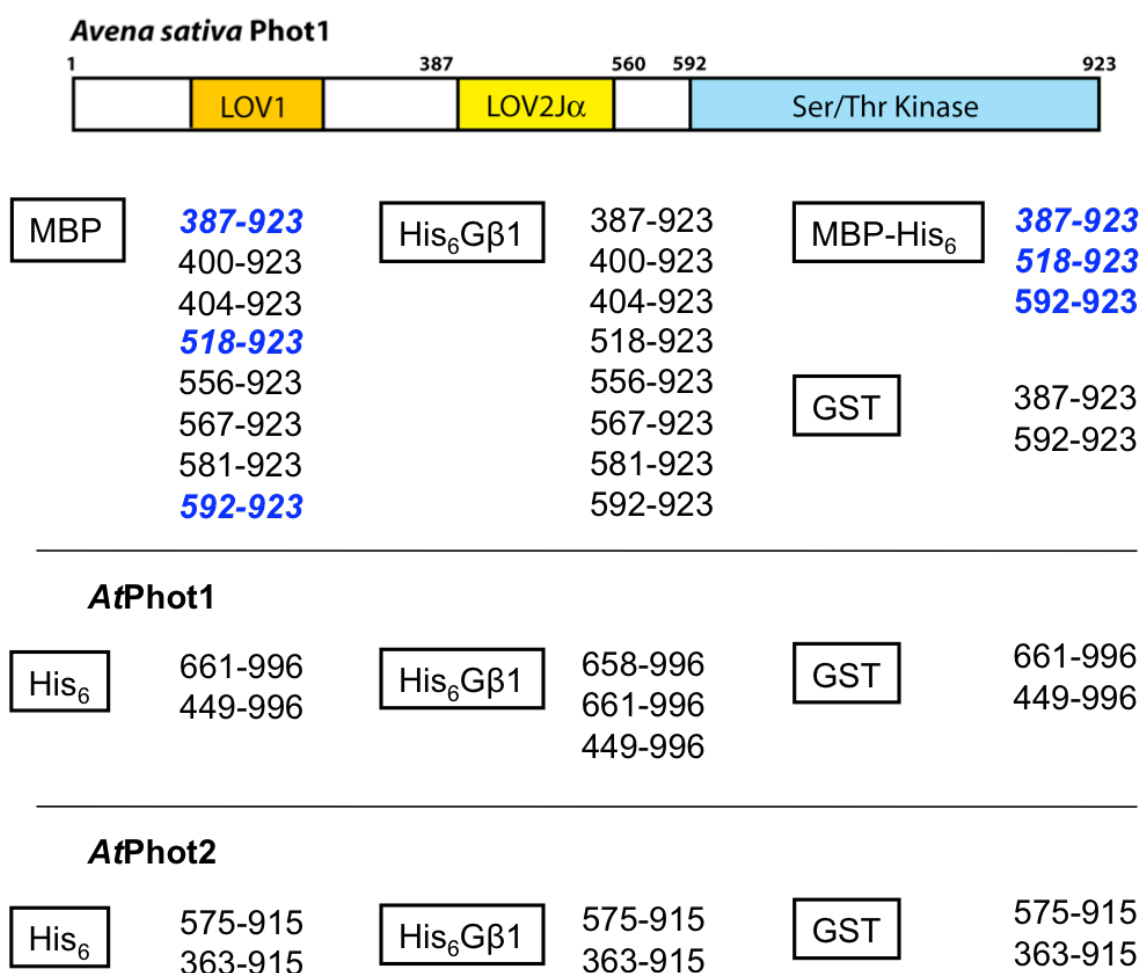 Avena sativa Phot1
1 387 560 592 923
LOV1 LOV2Jα Ser/Thr Kinase
MBP
387-923
400-923
404-923
518-923
556-923
567-923
581-923
592-923
His6Gβ1
387-923
400-923
404-923
518-923
556-923
567-923
581-923
592-923
MBP-His6
387-923
518-923
592-923
GST
387-923
592-923
AtPhot1
His6
661-996
449-996
His6Gβ1
658-996
661-996
449-996
GST
661-996
449-996
AtPhot2
His6
575-915
363-915
His6Gβ1
575-915
363-915
GST
575-915
363-915